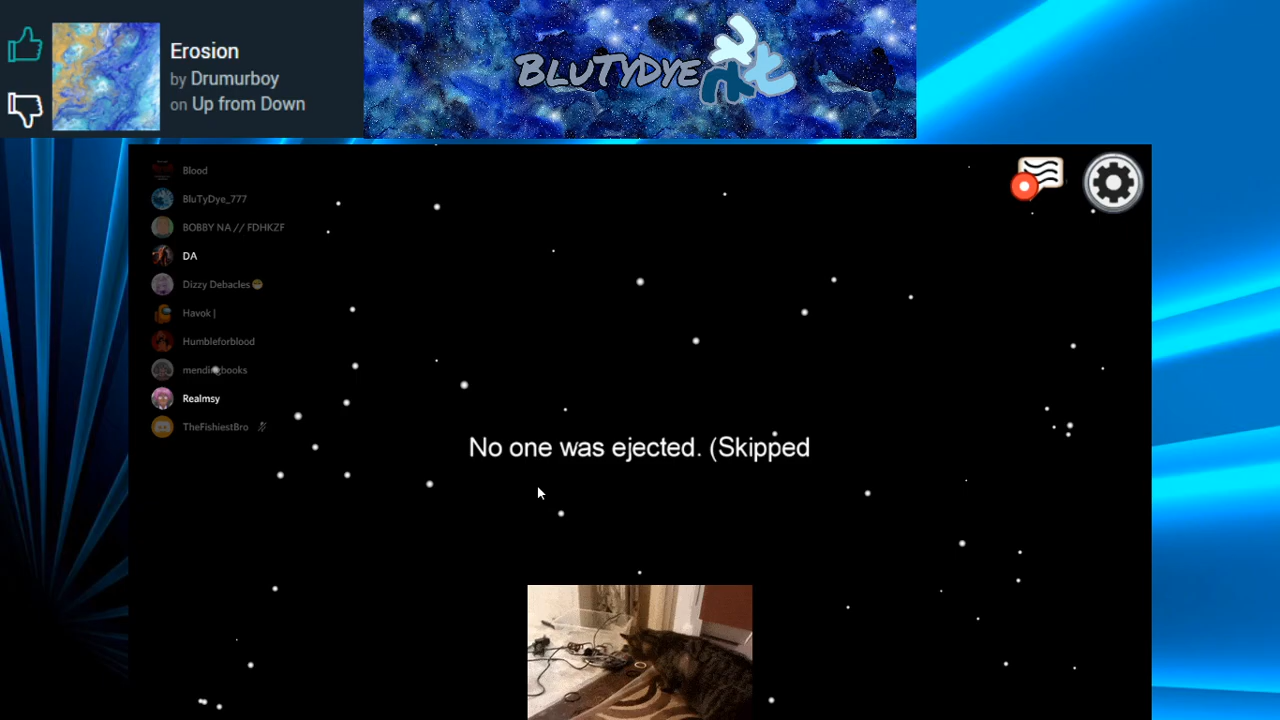 Erosion
by Drumurboy
on Up from Down
BluTyDye
Blood
BluTyDye_777
BOBBY NA // FDHKZF
DA
Dizzy Debacles
Havok |
Humbleforblood
mendingbooks
Realmsy
TheFishiestBro
No one was ejected. (Skipped